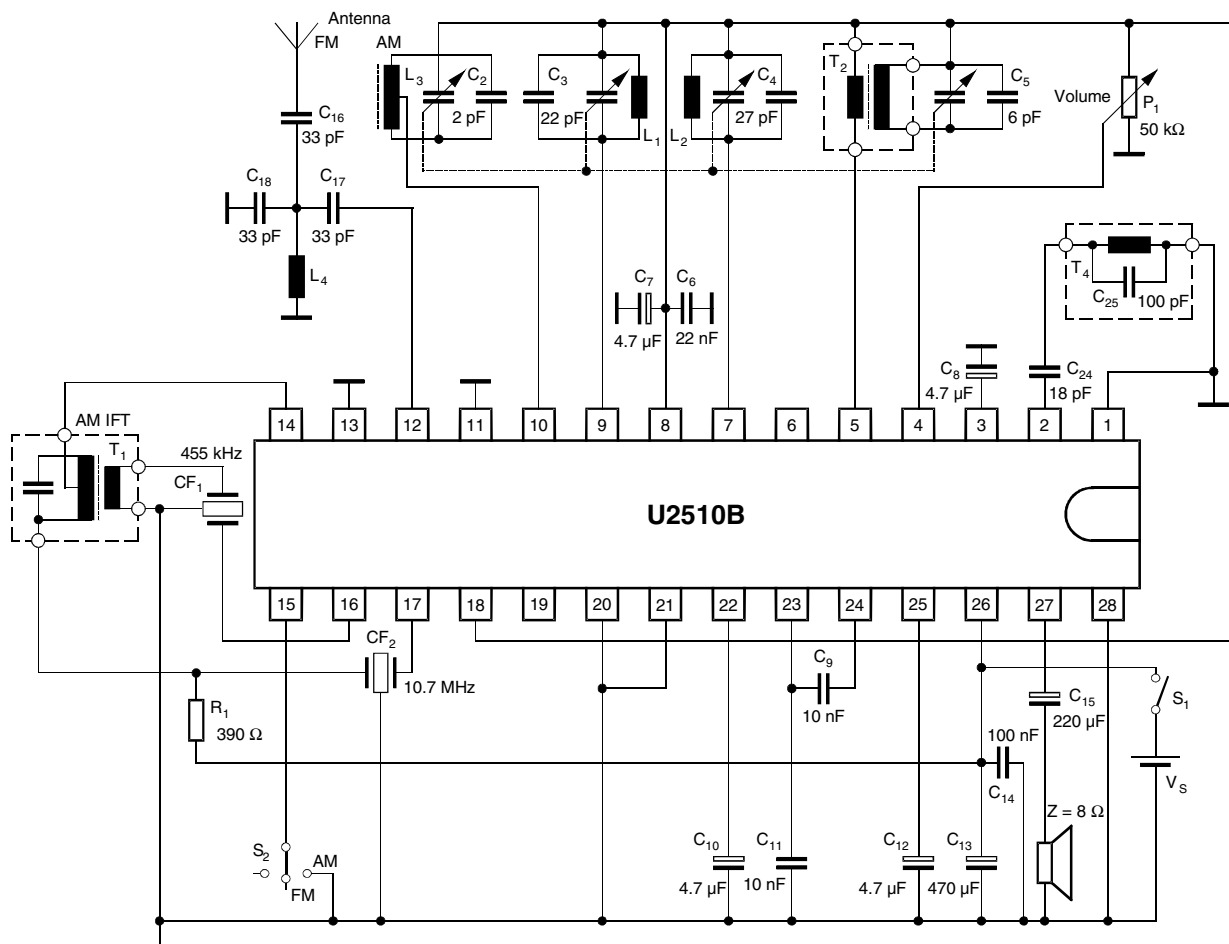 Antenna
FM
AM
L3
C2
2 pF
C3
22 pF
L1
L2
C4
27 pF
T2
C5
6 pF
Volume
P1
50 kΩ
C16
33 pF
C18
33 pF
C17
33 pF
L4
C7
4.7 µF
C6
22 nF
T4
C25
100 pF
C8
4.7 µF
C24
18 pF
AM IFT
T1
455 kHz
CF1
14
13
12
11
10
9
8
7
6
5
4
3
2
1
U2510B
15
16
17
18
19
20
21
22
23
24
25
26
27
28
CF2
10.7 MHz
R1
390 Ω
C9
10 nF
C15
220 µF
S1
100 nF
C14
VS
Z = 8 Ω
S2
AM
FM
C10
4.7 µF
C11
10 nF
C12
4.7 µF
C13
470 µF